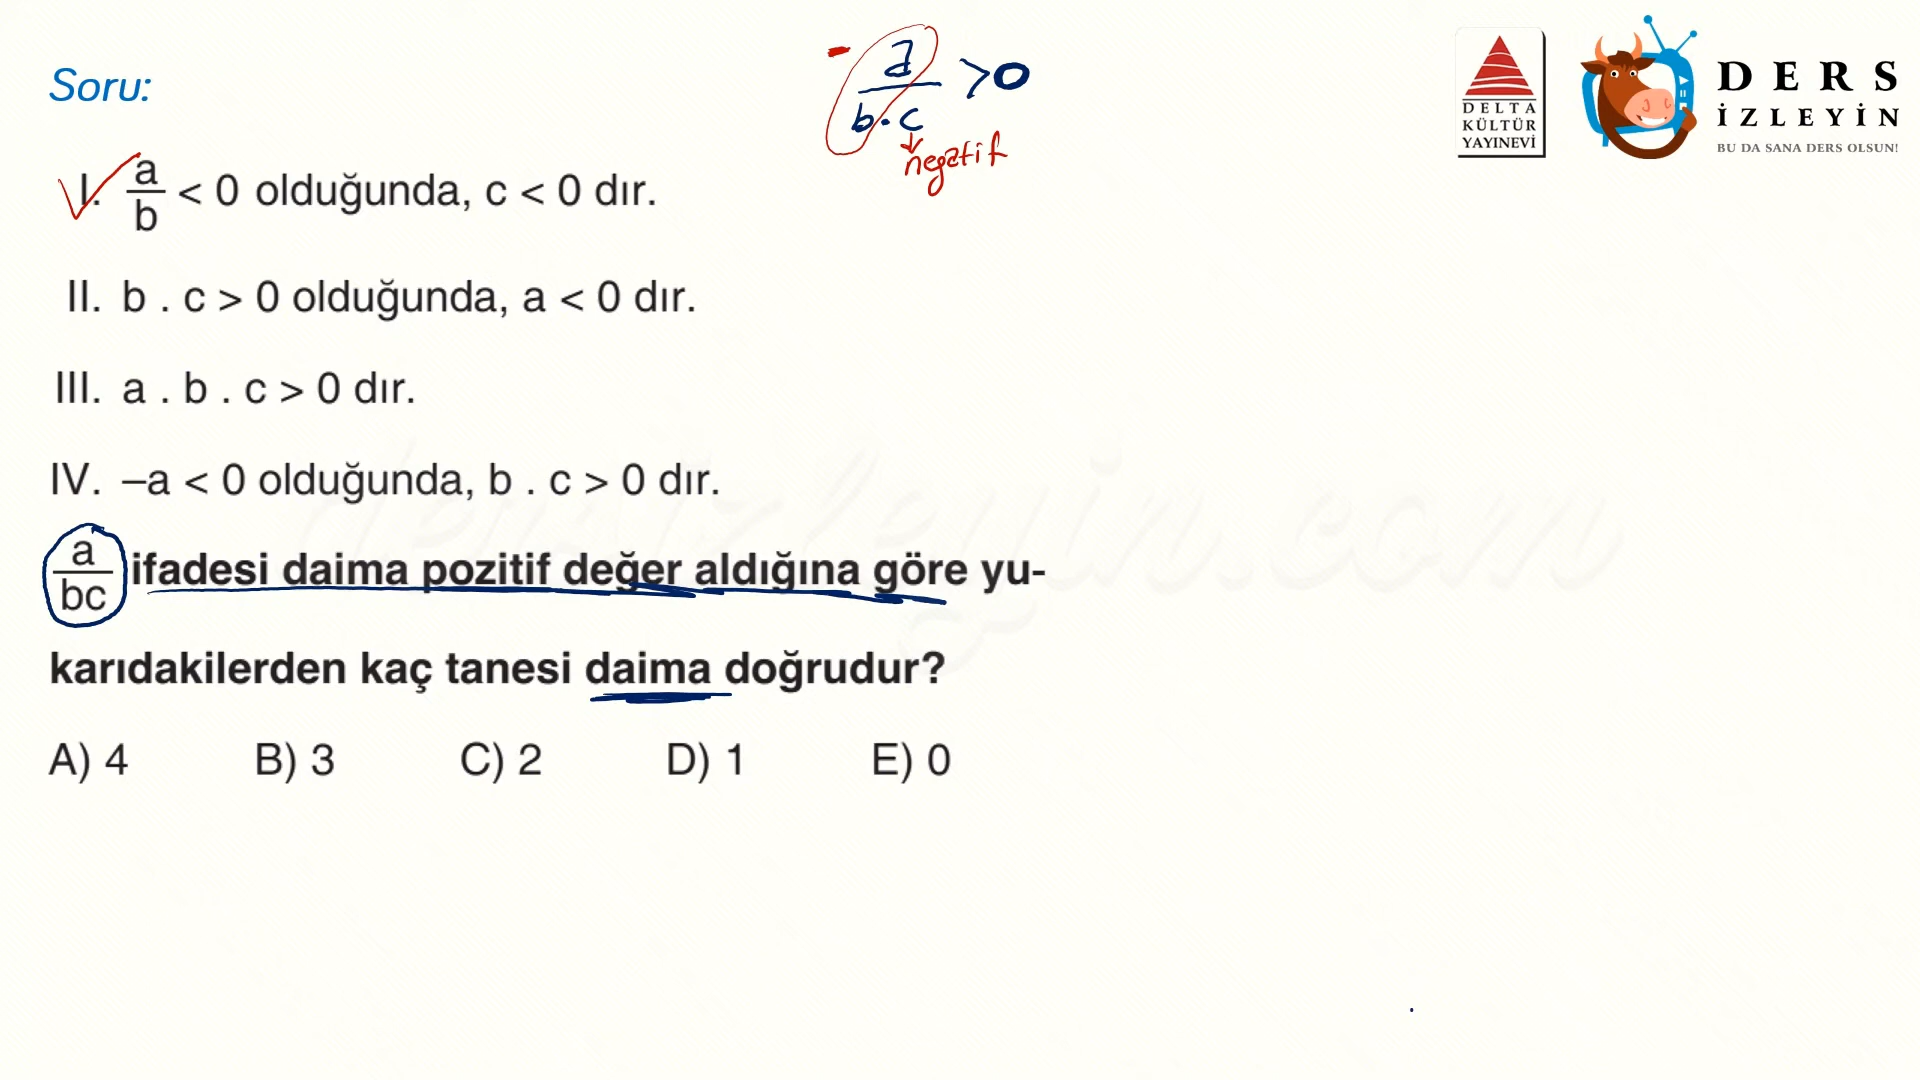 Soru:
a/(b·c) >0
-
negatif
DELTA
KÜLTÜR
YAYINEVİ
DERS
İZLEYİN
BU DA SANA DERS OLSUN!
I. a/b < 0 olduğunda, c < 0 dır.
II. b . c > 0 olduğunda, a < 0 dır.
III. a . b . c > 0 dır.
IV. –a < 0 olduğunda, b . c > 0 dır.
a/bc ifadesi daima pozitif değer aldığına göre yu-
karıdakilerden kaç tanesi daima doğrudur?
A) 4 B) 3 C) 2 D) 1 E) 0
dersizleyin.com